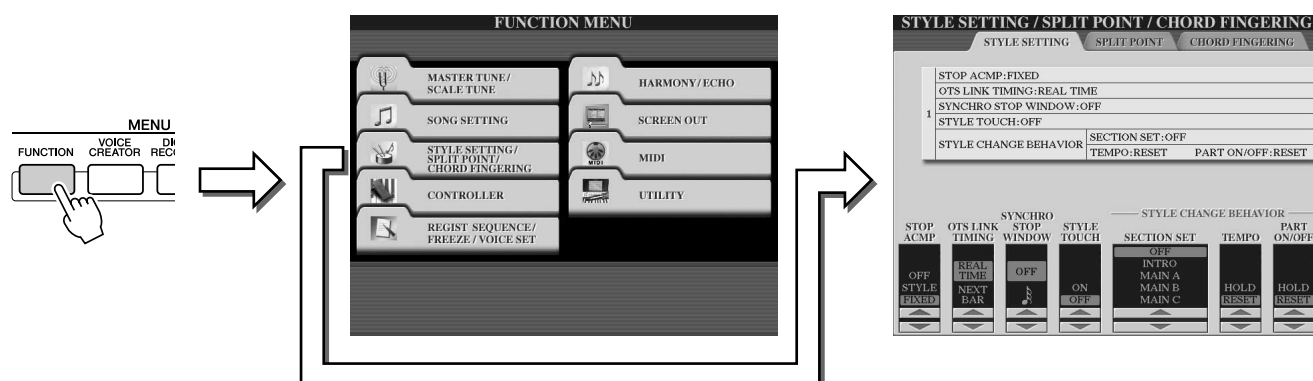 MENU
FUNCTION
VOICE
CREATOR
FUNCTION MENU
MASTER TUNE/
SCALE TUNE
SONG SETTING
STYLE SETTING/
SPLIT POINT/
CHORD FINGERING
CONTROLLER
REGIST SEQUENCE/
FREEZE / VOICE SET
HARMONY/ECHO
SCREEN OUT
MIDI
MIDI
UTILITY
STYLE SETTING / SPLIT POINT / CHORD FINGERING
STYLE SETTING SPLIT POINT CHORD FINGERING
1
STOP ACMP:FIXED
OTS LINK TIMING:REAL TIME
SYNCHRO STOP WINDOW:OFF
STYLE TOUCH:OFF
STYLE CHANGE BEHAVIOR
SECTION SET:OFF
TEMPO:RESET PART ON/OFF:RESET
STYLE CHANGE BEHAVIOR
STOP
ACMP
OFF
STYLE
FIXED
OTS LINK
TIMING
REAL
TIME
NEXT
BAR
SYNCHRO
STOP
WINDOW
OFF
STYLE
TOUCH
ON
OFF
SECTION SET
OFF
INTRO
MAIN A
MAIN B
MAIN C
TEMPO
HOLD
RESET
PART
ON/OFF
HOLD
RESET